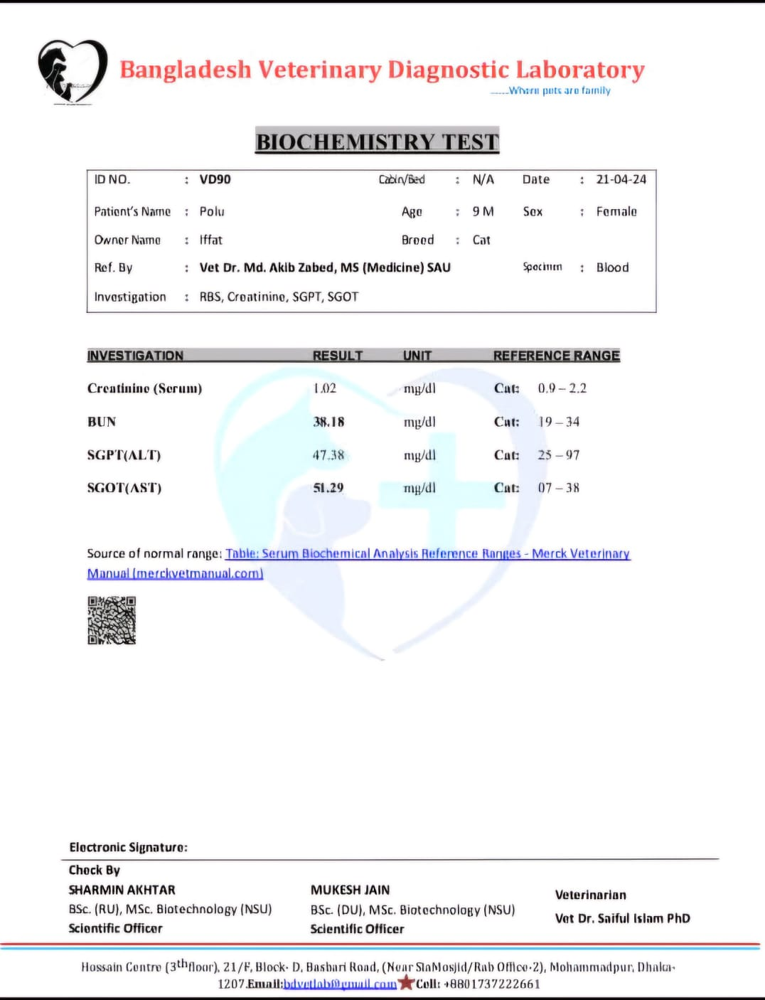 Bangladesh Veterinary Diagnostic Laboratory
......Where pets are family
BIOCHEMISTRY TEST
ID NO. : VD90 Cabin/Bed : N/A Date : 21-04-24
Patient's Name : Polu Age : 9 M Sex : Female
Owner Name : Iffat Breed : Cat
Ref. By : Vet Dr. Md. Akib Zabed, MS (Medicine) SAU Specimen : Blood
Investigation : RBS, Creatinine, SGPT, SGOT
INVESTIGATION RESULT UNIT REFERENCE RANGE
Creatinine (Serum) 1.02 mg/dl Cat: 0.9 – 2.2
BUN 38.18 mg/dl Cat: 19 – 34
SGPT(ALT) 47.38 mg/dl Cat: 25 – 97
SGOT(AST) 51.29 mg/dl Cat: 07 – 38
Source of normal range: Table: Serum Biochemical Analysis Reference Ranges - Merck Veterinary
Manual (merckvetmanual.com)
Electronic Signature:
Check By
SHARMIN AKHTAR
BSc. (RU), MSc. Biotechnology (NSU)
Scientific Officer
MUKESH JAIN
BSc. (DU), MSc. Biotechnology (NSU)
Scientific Officer
Veterinarian
Vet Dr. Saiful Islam PhD
Hossain Centre (3thfloor), 21/F, Block- D, Basbari Road, (Near StaMosjid/Rab Office-2), Mohammadpur, Dhaka-
1207.Email:bdvetlab@gmail.com★Cell: +8801737222661